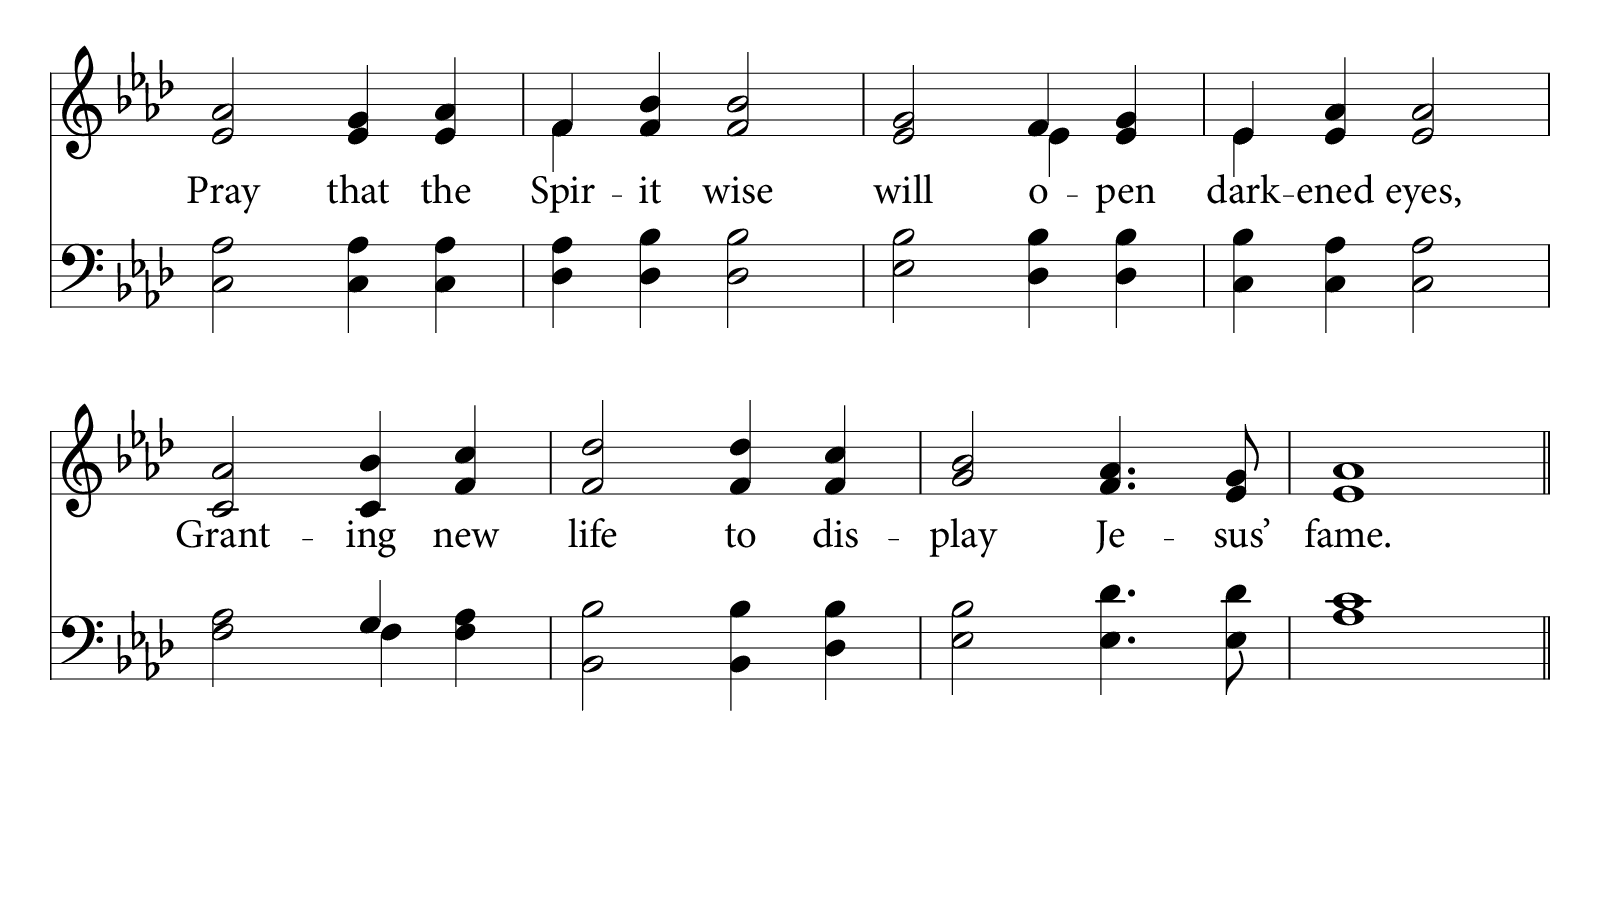 Pray that the Spir - it wise will o - pen dark - ened eyes,
Grant - ing new life to dis - play Je - sus’ fame.